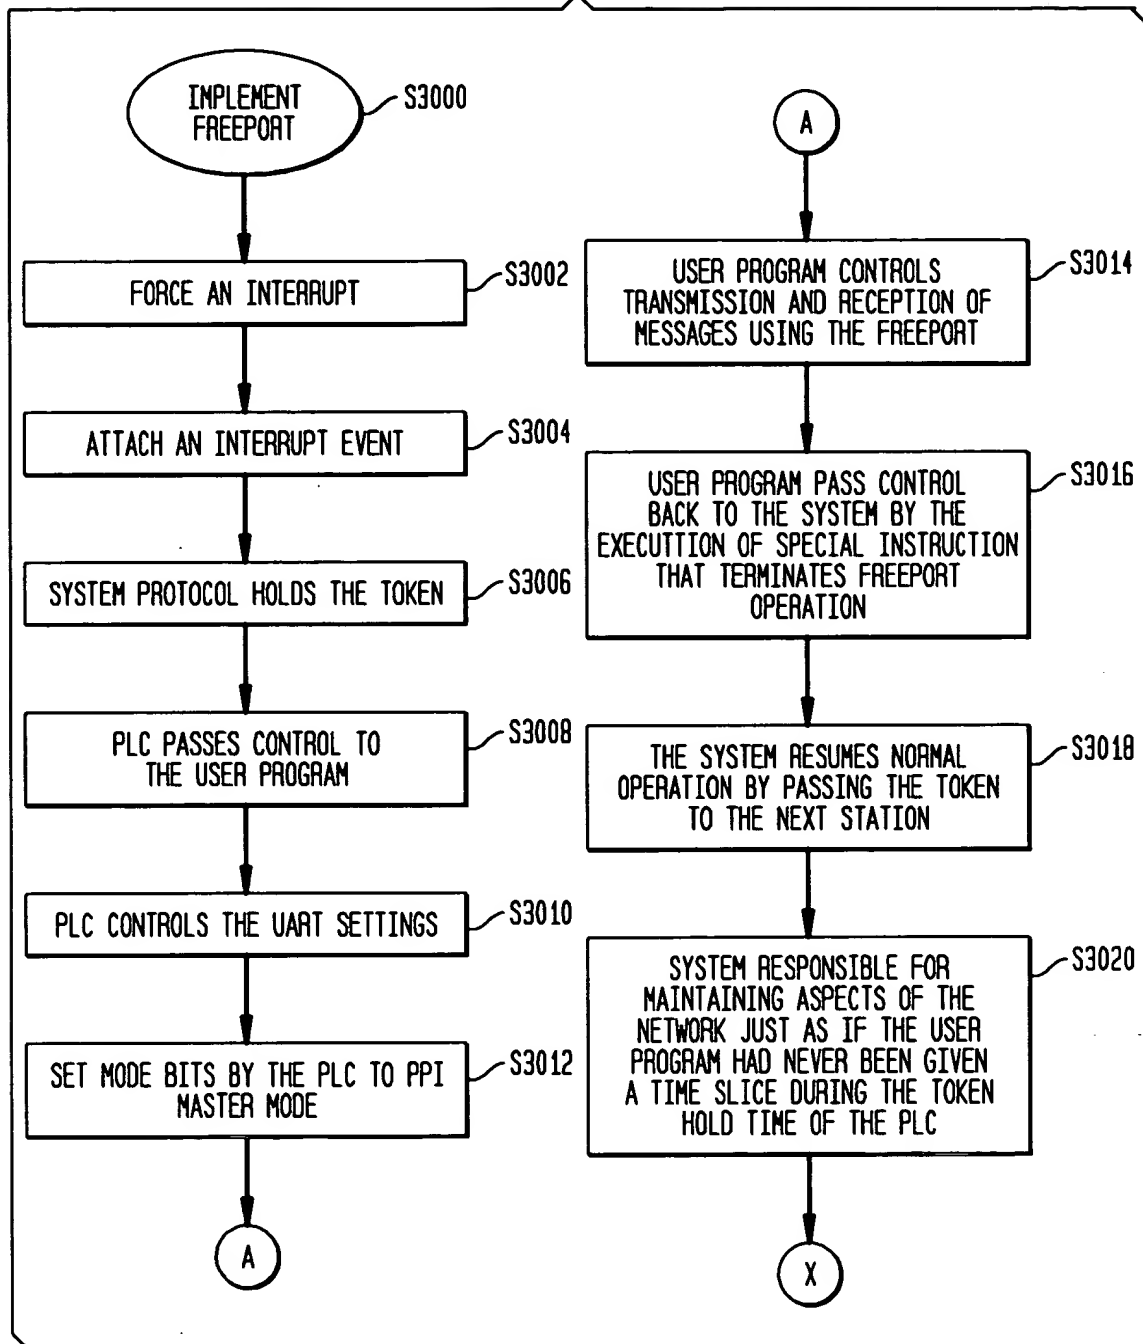 IMPLEMENT
FREEPORT
S3000
FORCE AN INTERRUPT
S3002
ATTACH AN INTERRUPT EVENT
S3004
SYSTEM PROTOCOL HOLDS THE TOKEN
S3006
PLC PASSES CONTROL TO
THE USER PROGRAM
S3008
PLC CONTROLS THE UART SETTINGS
S3010
SET MODE BITS BY THE PLC TO PPI
MASTER MODE
S3012
A
A
USER PROGRAM CONTROLS
TRANSMISSION AND RECEPTION OF
MESSAGES USING THE FREEPORT
S3014
USER PROGRAM PASS CONTROL
BACK TO THE SYSTEM BY THE
EXECUTTION OF SPECIAL INSTRUCTION
THAT TERMINATES FREEPORT
OPERATION
S3016
THE SYSTEM RESUMES NORMAL
OPERATION BY PASSING THE TOKEN
TO THE NEXT STATION
S3018
SYSTEM RESPONSIBLE FOR
MAINTAINING ASPECTS OF THE
NETWORK JUST AS IF THE USER
PROGRAM HAD NEVER BEEN GIVEN
A TIME SLICE DURING THE TOKEN
HOLD TIME OF THE PLC
S3020
X